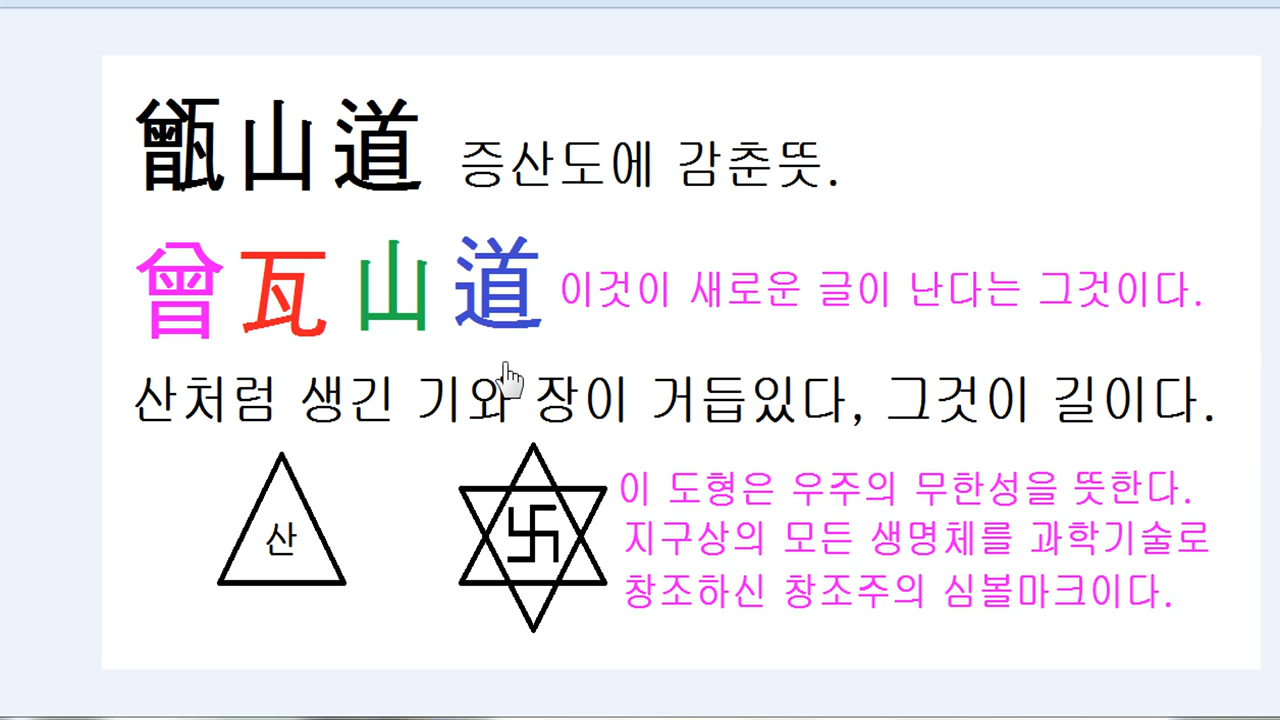 甑山道 증산도에 감춘뜻.
曾瓦山道 이것이 새로운 글이 난다는 그것이다.
산처럼 생긴 기와 장이 거듭있다, 그것이 길이다.
산
卐
이 도형은 우주의 무한성을 뜻한다.
지구상의 모든 생명체를 과학기술로
창조하신 창조주의 심볼마크이다.